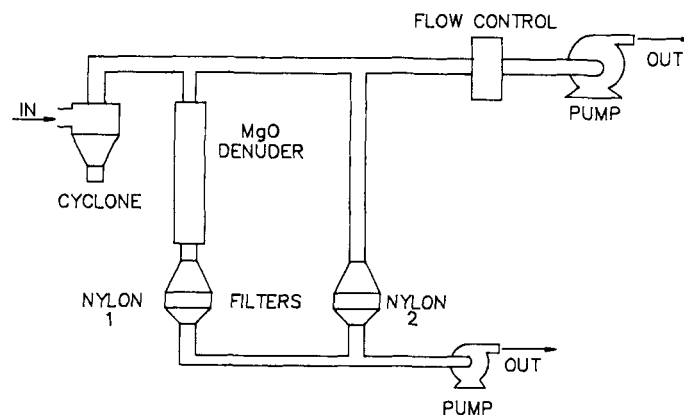 FLOW CONTROL
OUT
IN
PUMP
MgO
DENUDER
CYCLONE
NYLON
1
FILTERS
NYLON
2
OUT
PUMP